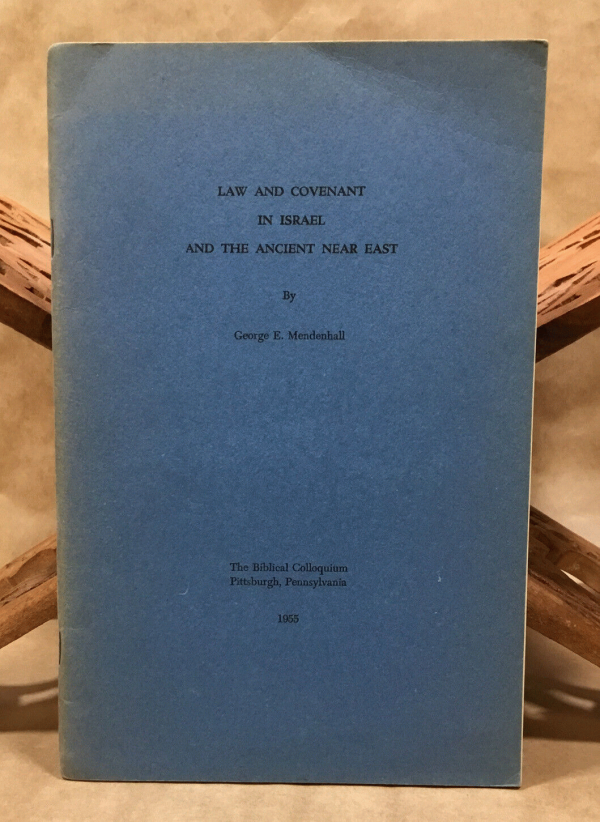 LAW AND COVENANT
IN ISRAEL
AND THE ANCIENT NEAR EAST
By
George E. Mendenhall
The Biblical Colloquium
Pittsburgh, Pennsylvania
1955